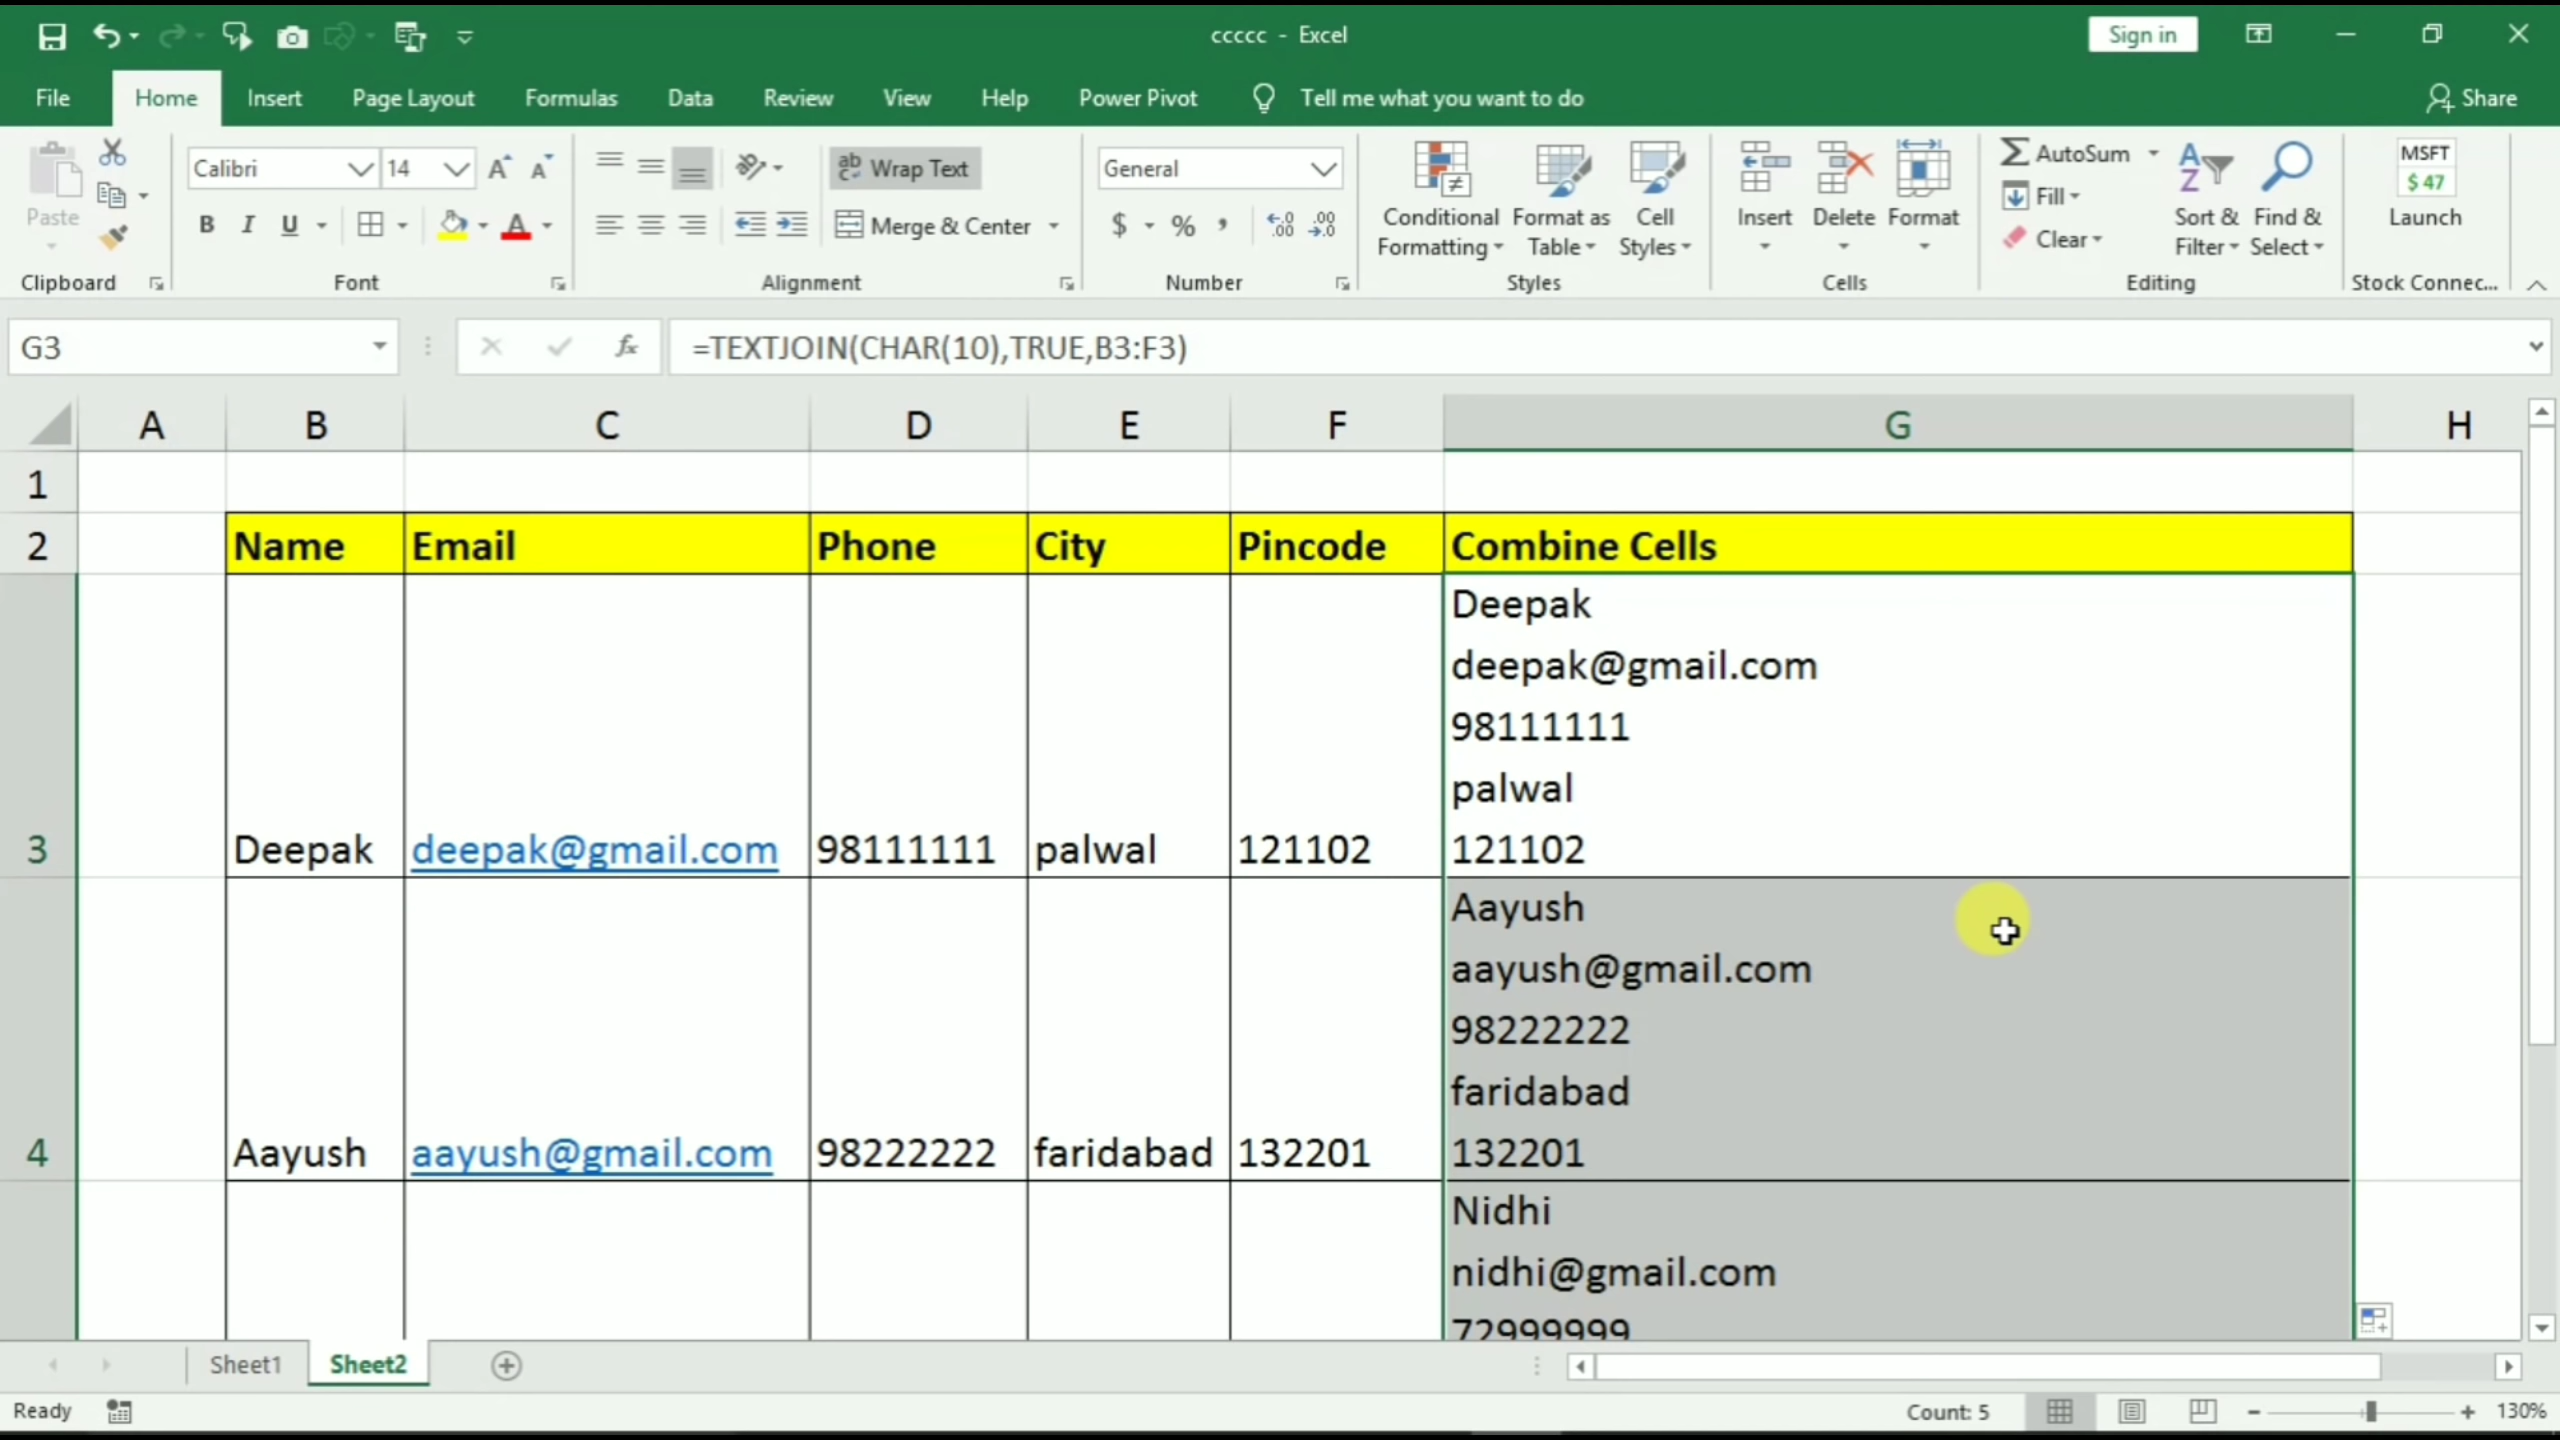 ccccc - Excel
Sign in
File Home Insert Page Layout Formulas Data Review View Help Power Pivot Tell me what you want to do Share
Paste
Clipboard
Calibri 14
B I U
Font
ab Wrap Text
Merge & Center
Alignment
General
$ % ,
Number
Conditional Formatting
Format as Table
Cell Styles
Styles
Insert
Delete
Format
Cells
AutoSum
Fill
Clear
Sort & Filter
Find & Select
Editing
MSFT
$ 47
Launch
Stock Connec...
G3 fx =TEXTJOIN(CHAR(10),TRUE,B3:F3)
A B C D E F G H
1
2 Name Email Phone City Pincode Combine Cells
Deepak
deepak@gmail.com
98111111
palwal
3 Deepak deepak@gmail.com 98111111 palwal 121102 121102
Aayush
aayush@gmail.com
98222222
faridabad
4 Aayush aayush@gmail.com 98222222 faridabad 132201 132201
Nidhi
nidhi@gmail.com
72999999
Sheet1 Sheet2
Ready Count: 5 130%